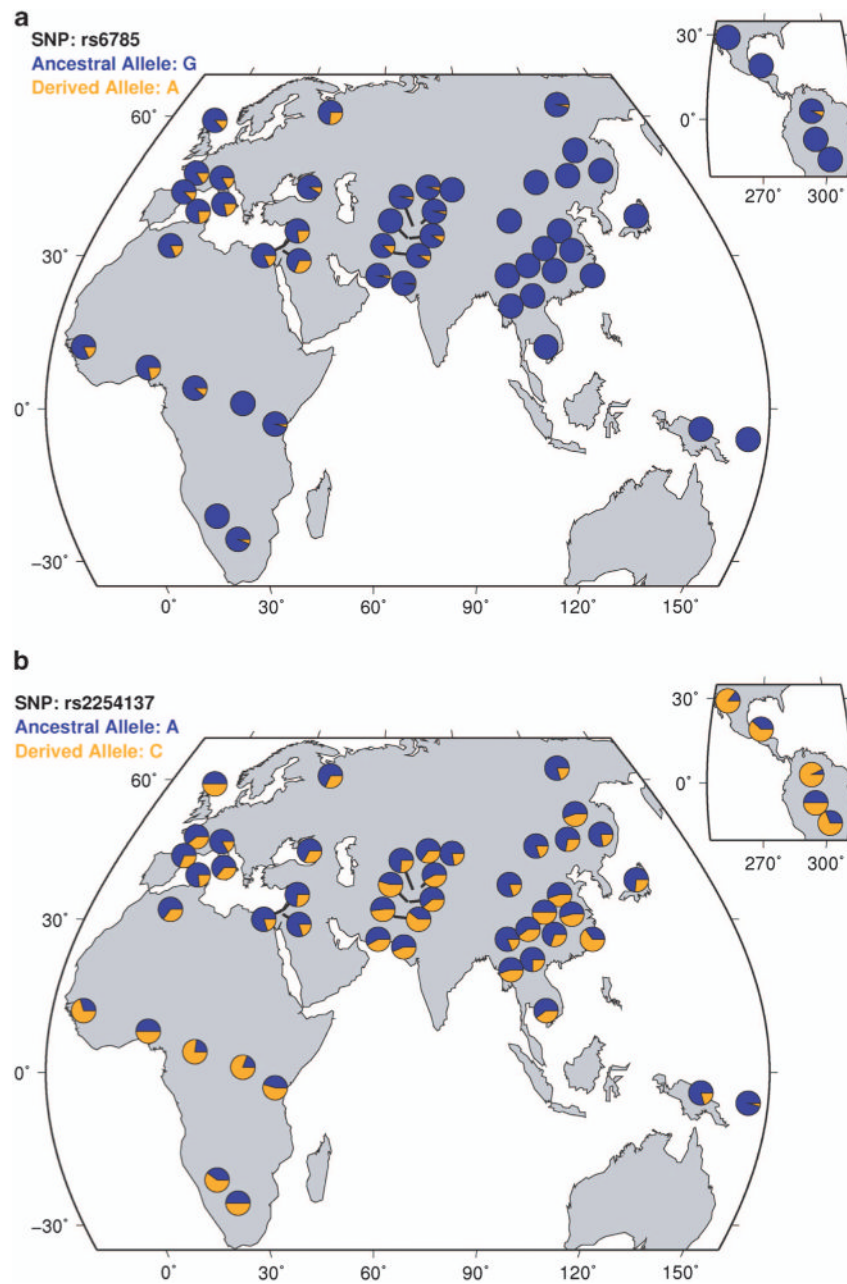 a
SNP: rs6785
Ancestral Allele: G
Derived Allele: A
60˚
30˚
0˚
−30˚
0˚ 30˚ 60˚ 90˚ 120˚ 150˚
30˚
0˚
270˚ 300˚
b
SNP: rs2254137
Ancestral Allele: A
Derived Allele: C
60˚
30˚
0˚
−30˚
0˚ 30˚ 60˚ 90˚ 120˚ 150˚
30˚
0˚
270˚ 300˚